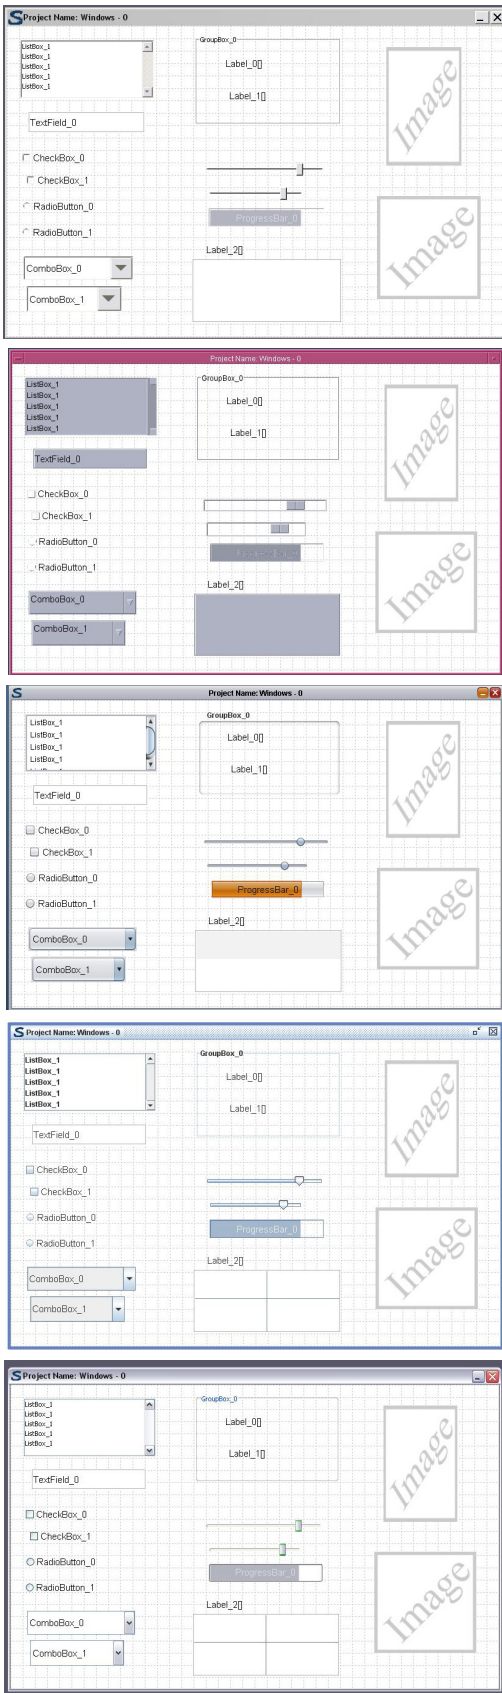 SProject Name: Windows - 0
ListBox_1
ListBox_1
ListBox_1
ListBox_1
ListBox_1
TextField_0
CheckBox_0
CheckBox_1
RadioButton_0
RadioButton_1
ComboBox_0
ComboBox_1
GroupBox_0
Label_0[]
Label_1[]
ProgressBar_0
Label_2[]
Image
Image
Project Name: Windows - 0
ListBox_1
ListBox_1
ListBox_1
ListBox_1
ListBox_1
TextField_0
CheckBox_0
CheckBox_1
RadioButton_0
RadioButton_1
ComboBox_0
ComboBox_1
GroupBox_0
Label_0[]
Label_1[]
ProgressBar_0
Label_2[]
Image
Image
S Project Name: Windows - 0
ListBox_1
ListBox_1
ListBox_1
ListBox_1
TextField_0
CheckBox_0
CheckBox_1
RadioButton_0
RadioButton_1
ComboBox_0
ComboBox_1
GroupBox_0
Label_0[]
Label_1[]
ProgressBar_0
Label_2[]
Image
Image
S Project Name: Windows - 0
ListBox_1
ListBox_1
ListBox_1
ListBox_1
ListBox_1
TextField_0
CheckBox_0
CheckBox_1
RadioButton_0
RadioButton_1
ComboBox_0
ComboBox_1
GroupBox_0
Label_0[]
Label_1[]
ProgressBar_0
Label_2[]
Image
Image
S Project Name: Windows - 0
ListBox_1
ListBox_1
ListBox_1
ListBox_1
ListBox_1
TextField_0
CheckBox_0
CheckBox_1
RadioButton_0
RadioButton_1
ComboBox_0
ComboBox_1
GroupBox_0
Label_0[]
Label_1[]
ProgressBar_0
Label_2[]
Image
Image